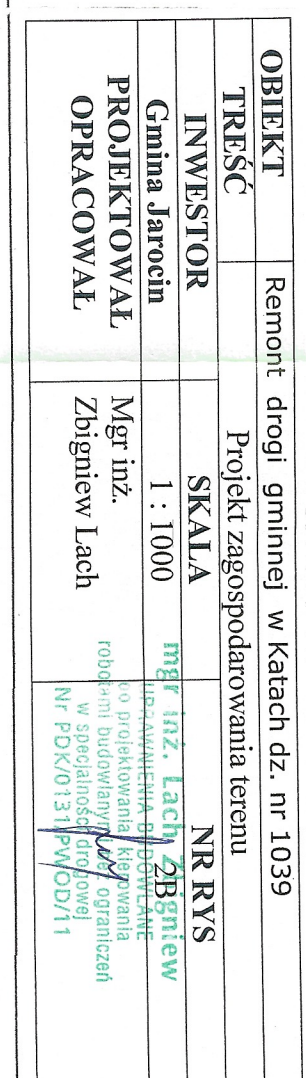 OBIEKT Remont drogi gminnej w Katach dz. nr 1039
TREŚĆ Projekt zagospodarowania terenu
INWESTOR SKALA NR RYS
Gmina Jarocin 1 : 1000 2B
PROJEKTOWAŁ Mgr inż.
OPRACOWAŁ Zbigniew Lach
mgr inż. Lach Zbigniew
UPRAWNIENIA BUDOWLANE
do projektowania i kierowania
robotami budowlanymi bez ograniczeń
w specjalności drogowej
Nr PDK/0131/PWOD/11